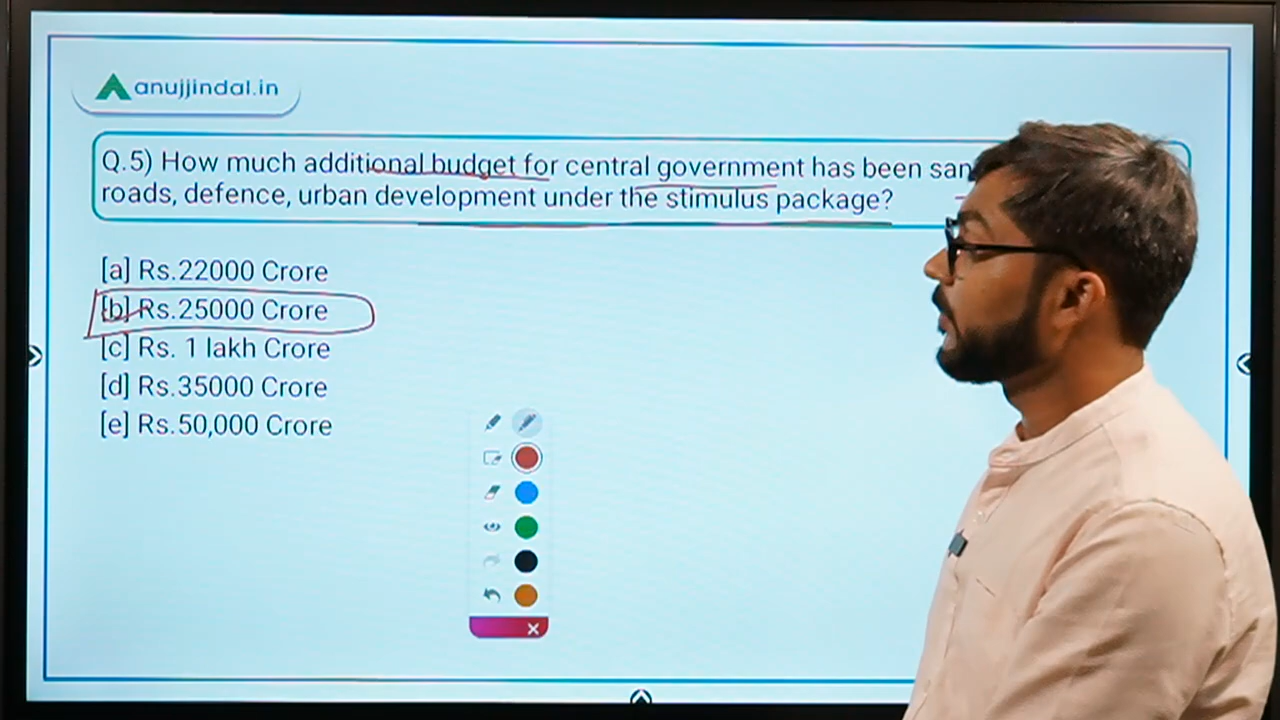 anujjindal.in
Q.5) How much additional budget for central government has been
roads, defence, urban development under the stimulus package?
[a] Rs.22000 Crore
[b] Rs.25000 Crore
[c] Rs. 1 lakh Crore
[d] Rs.35000 Crore
[e] Rs.50,000 Crore